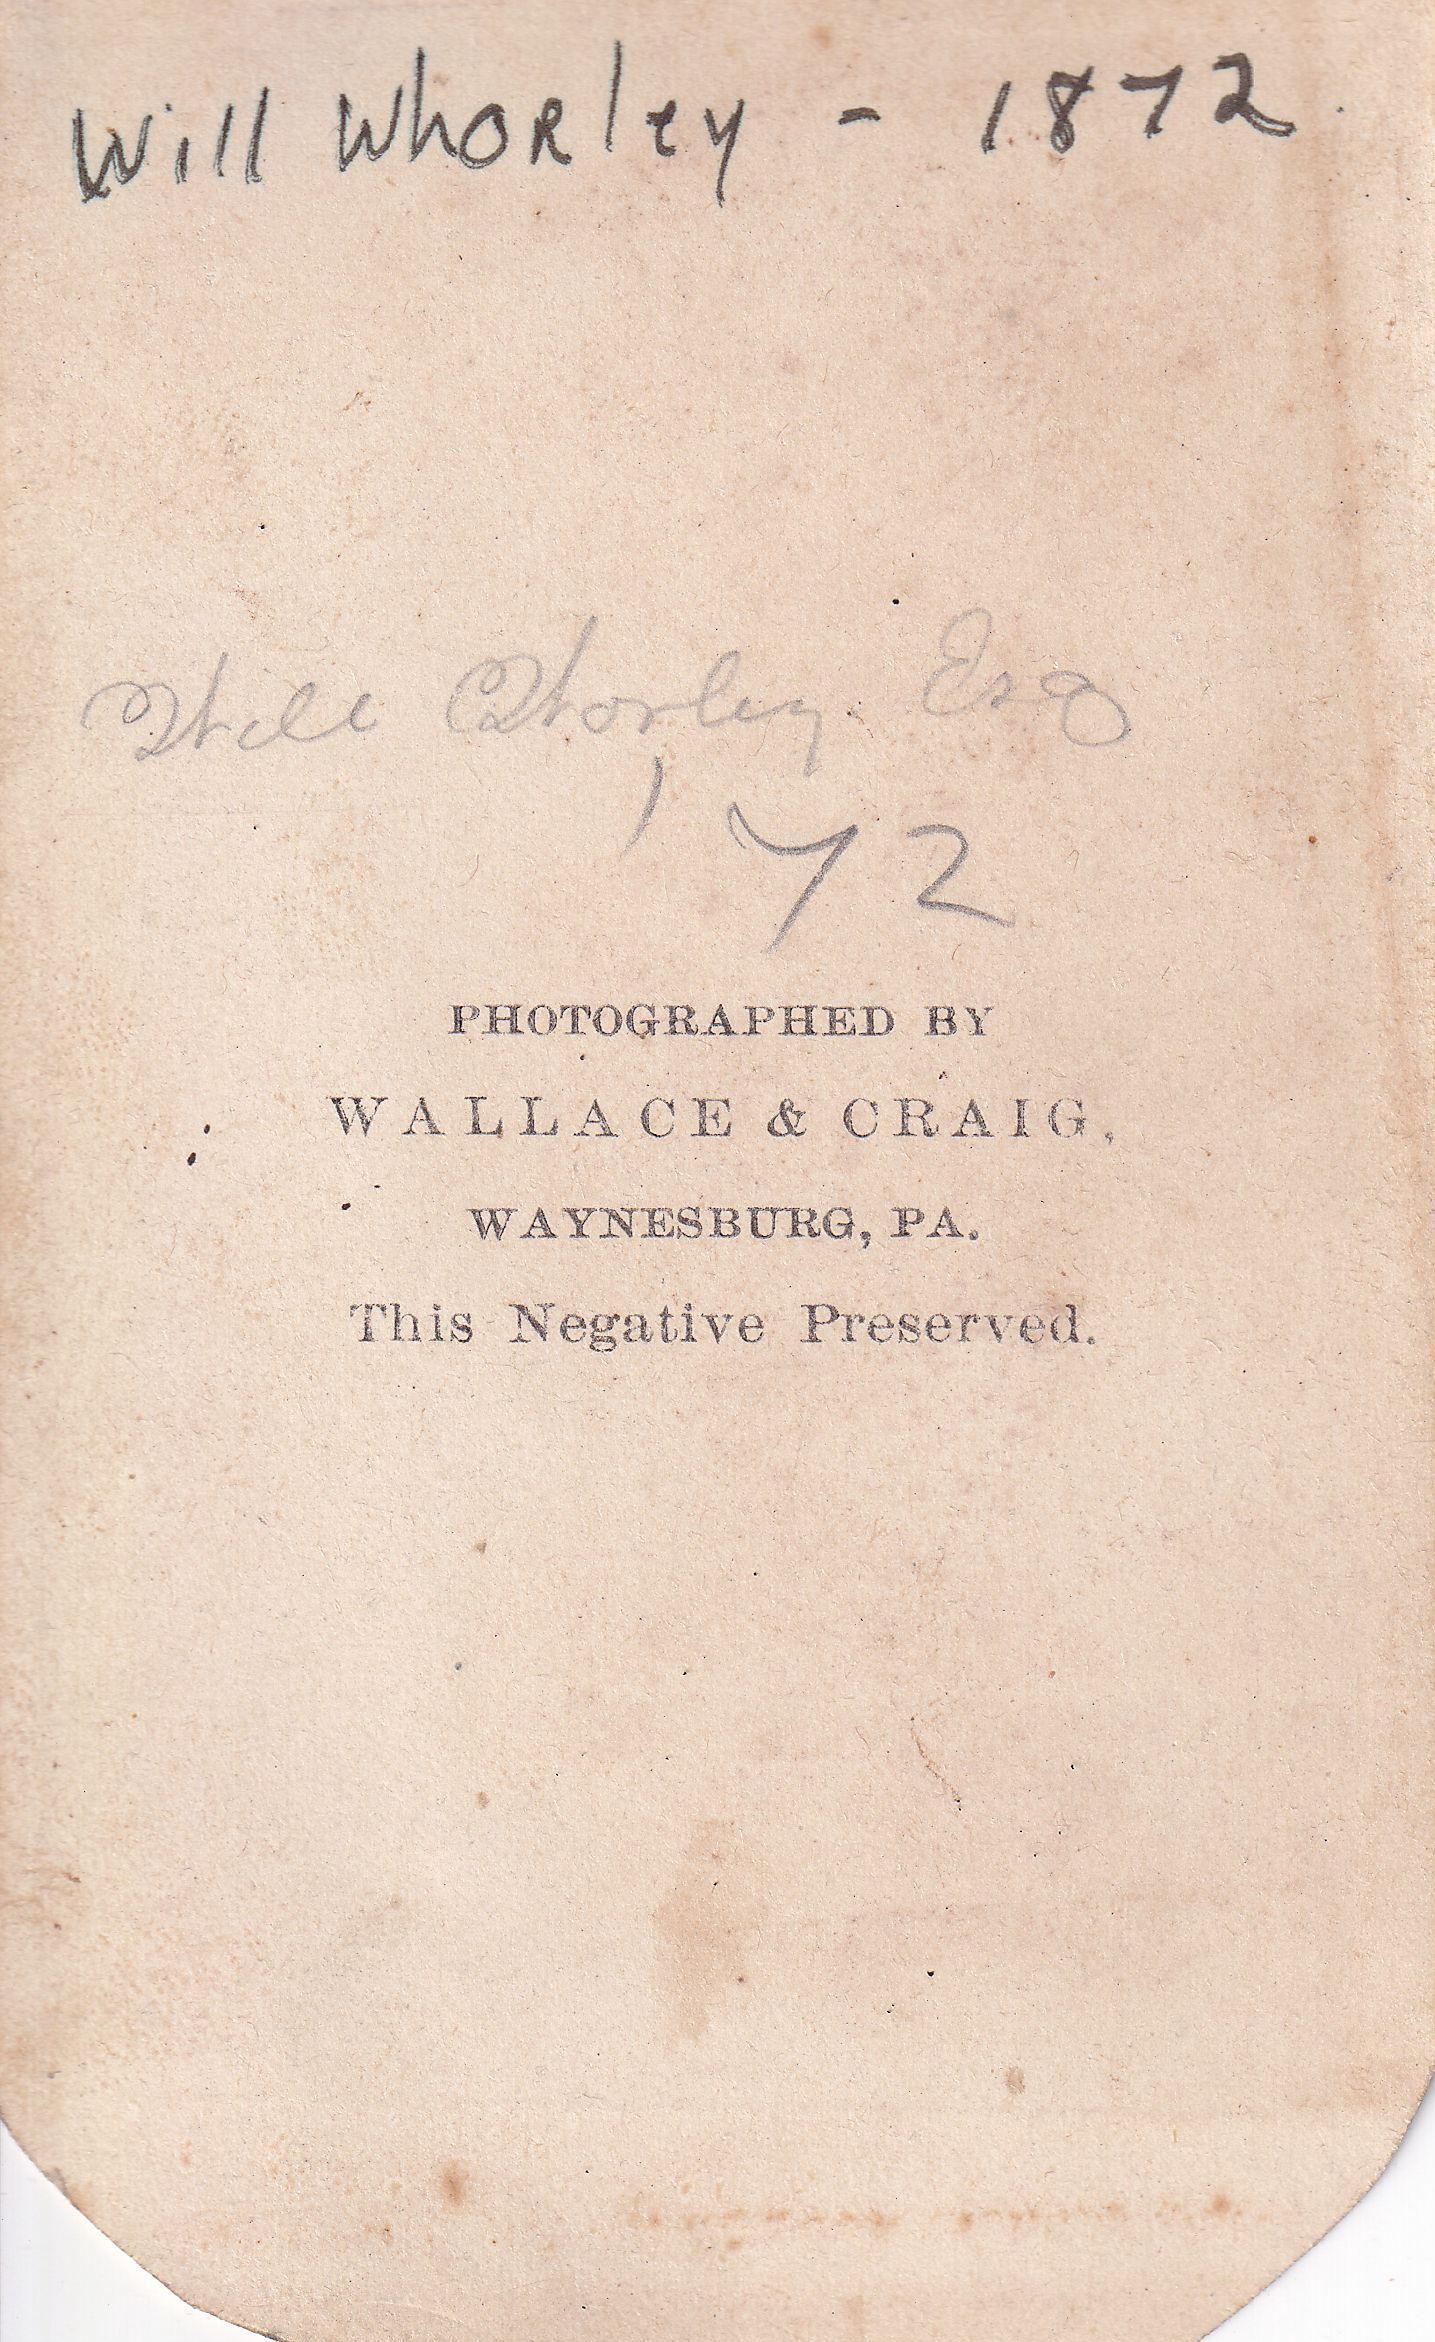 Will Whorley - 1872
Will Whorley Esq
'72
PHOTOGRAPHED BY
WALLACE & CRAIG,
WAYNESBURG, PA.
This Negative Preserved.